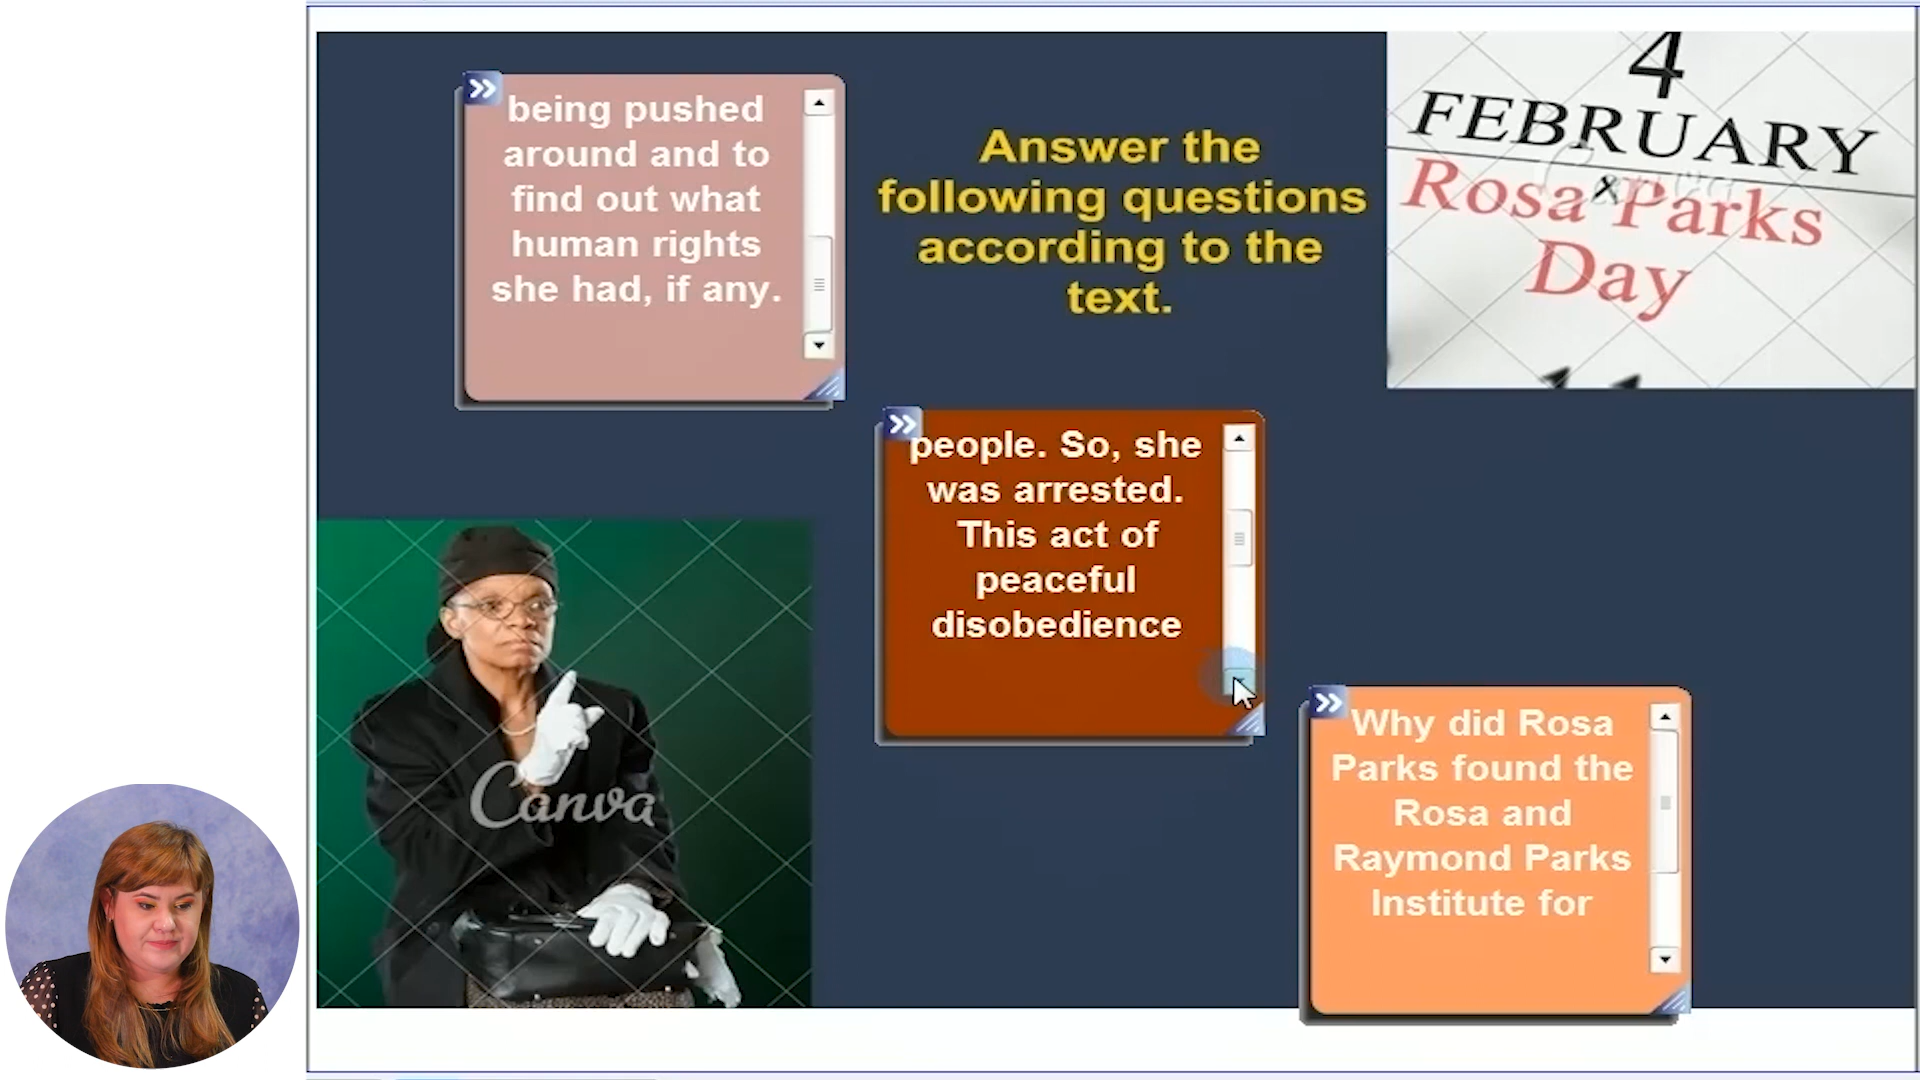 being pushed
around and to
find out what
human rights
she had, if any.
Answer the
following questions
according to the
text.
4
FEBRUARY
Rosa Parks
Day
people. So, she
was arrested.
This act of
peaceful
disobedience
Canva
Why did Rosa
Parks found the
Rosa and
Raymond Parks
Institute for